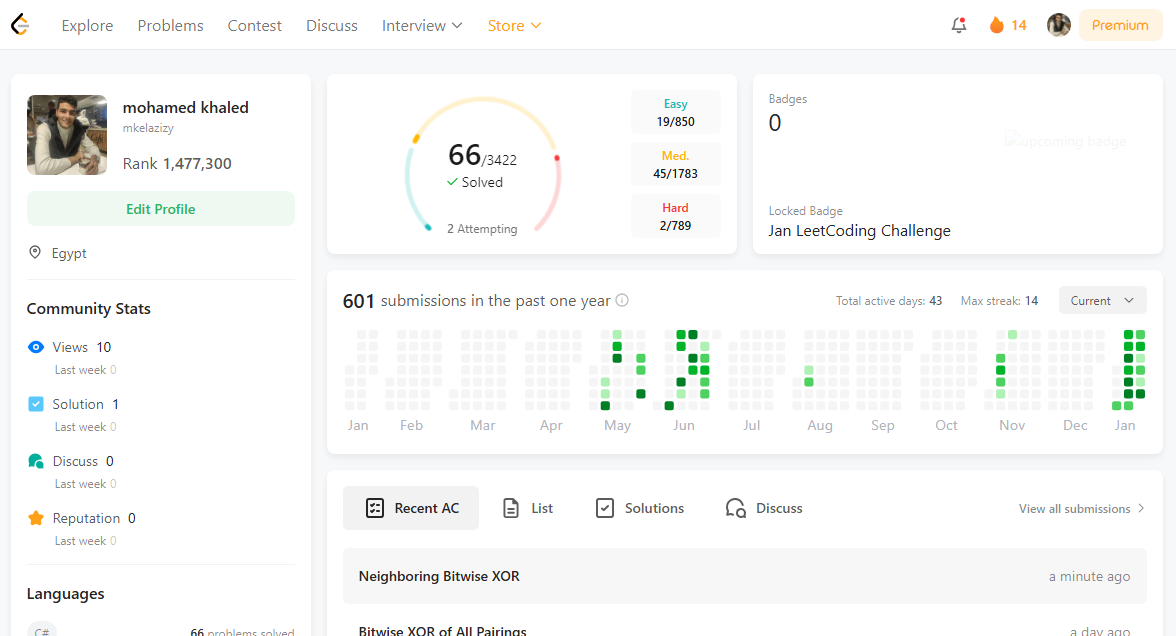 Explore Problems Contest Discuss Interview Store 14 Premium
mohamed khaled
mkelazizy
Rank 1,477,300
Edit Profile
Egypt
Community Stats
Views 10
Last week 0
Solution 1
Last week 0
Discuss 0
Last week 0
Reputation 0
Last week 0
Languages
C# 66 problems solved
66/3422
Solved
2 Attempting
Easy
19/850
Med.
45/1783
Hard
2/789
Badges
0
upcoming badge
Locked Badge
Jan LeetCoding Challenge
601 submissions in the past one year
Total active days: 43 Max streak: 14 Current
Jan Feb Mar Apr May Jun Jul Aug Sep Oct Nov Dec Jan
Recent AC List Solutions Discuss View all submissions
Neighboring Bitwise XOR a minute ago
Bitwise XOR of All Pairings a day ago